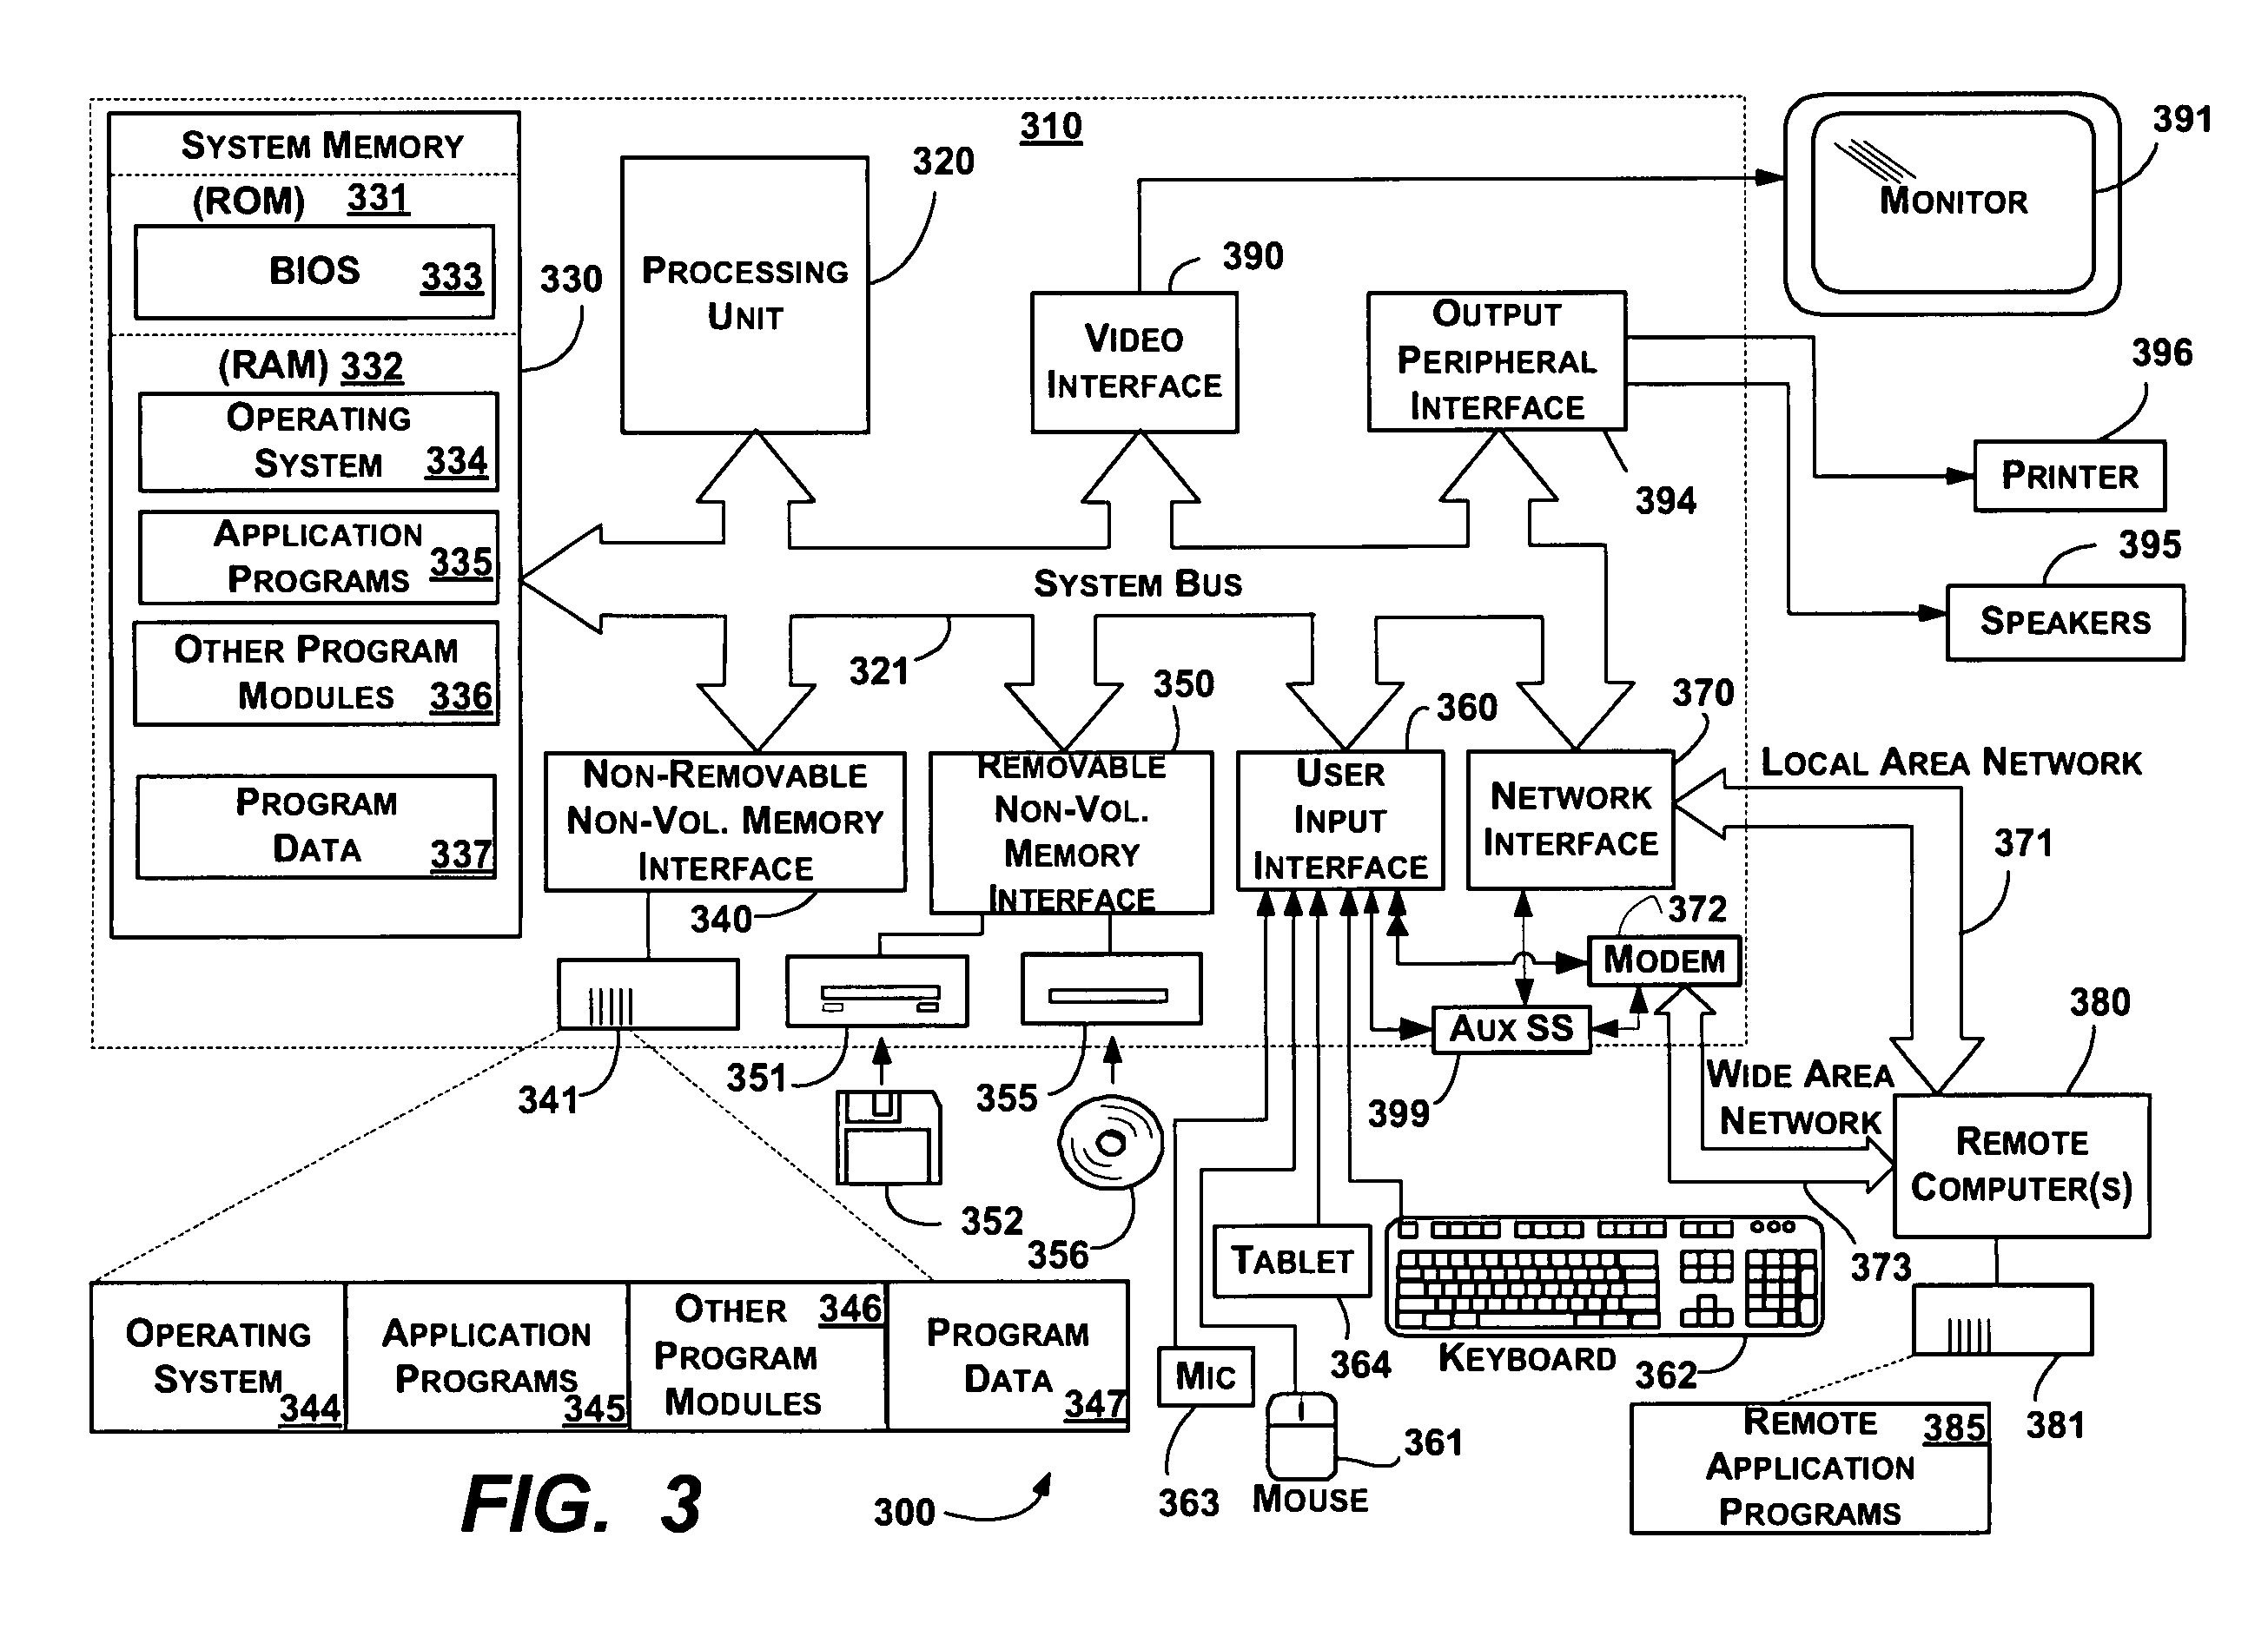 310
SYSTEM MEMORY
(ROM) 331
BIOS 333
330
(RAM) 332
OPERATING
SYSTEM 334
APPLICATION
PROGRAMS 335
OTHER PROGRAM
MODULES 336
PROGRAM
DATA 337
320
PROCESSING
UNIT
390
VIDEO
INTERFACE
OUTPUT
PERIPHERAL
INTERFACE
394
391
MONITOR
396
PRINTER
395
SPEAKERS
SYSTEM BUS
321
NON-REMOVABLE
NON-VOL. MEMORY
INTERFACE
340
350
REMOVABLE
NON-VOL.
MEMORY
INTERFACE
360
USER
INPUT
INTERFACE
370
NETWORK
INTERFACE
LOCAL AREA NETWORK
371
372
MODEM
AUX SS
399
341
351
352
355
356
WIDE AREA
NETWORK
373
380
REMOTE
COMPUTER(S)
381
REMOTE 385
APPLICATION
PROGRAMS
TABLET
364
KEYBOARD 362
MIC
363
361
MOUSE
OPERATING
SYSTEM 344
APPLICATION
PROGRAMS 345
OTHER 346
PROGRAM
MODULES
PROGRAM
DATA 347
FIG. 3
300